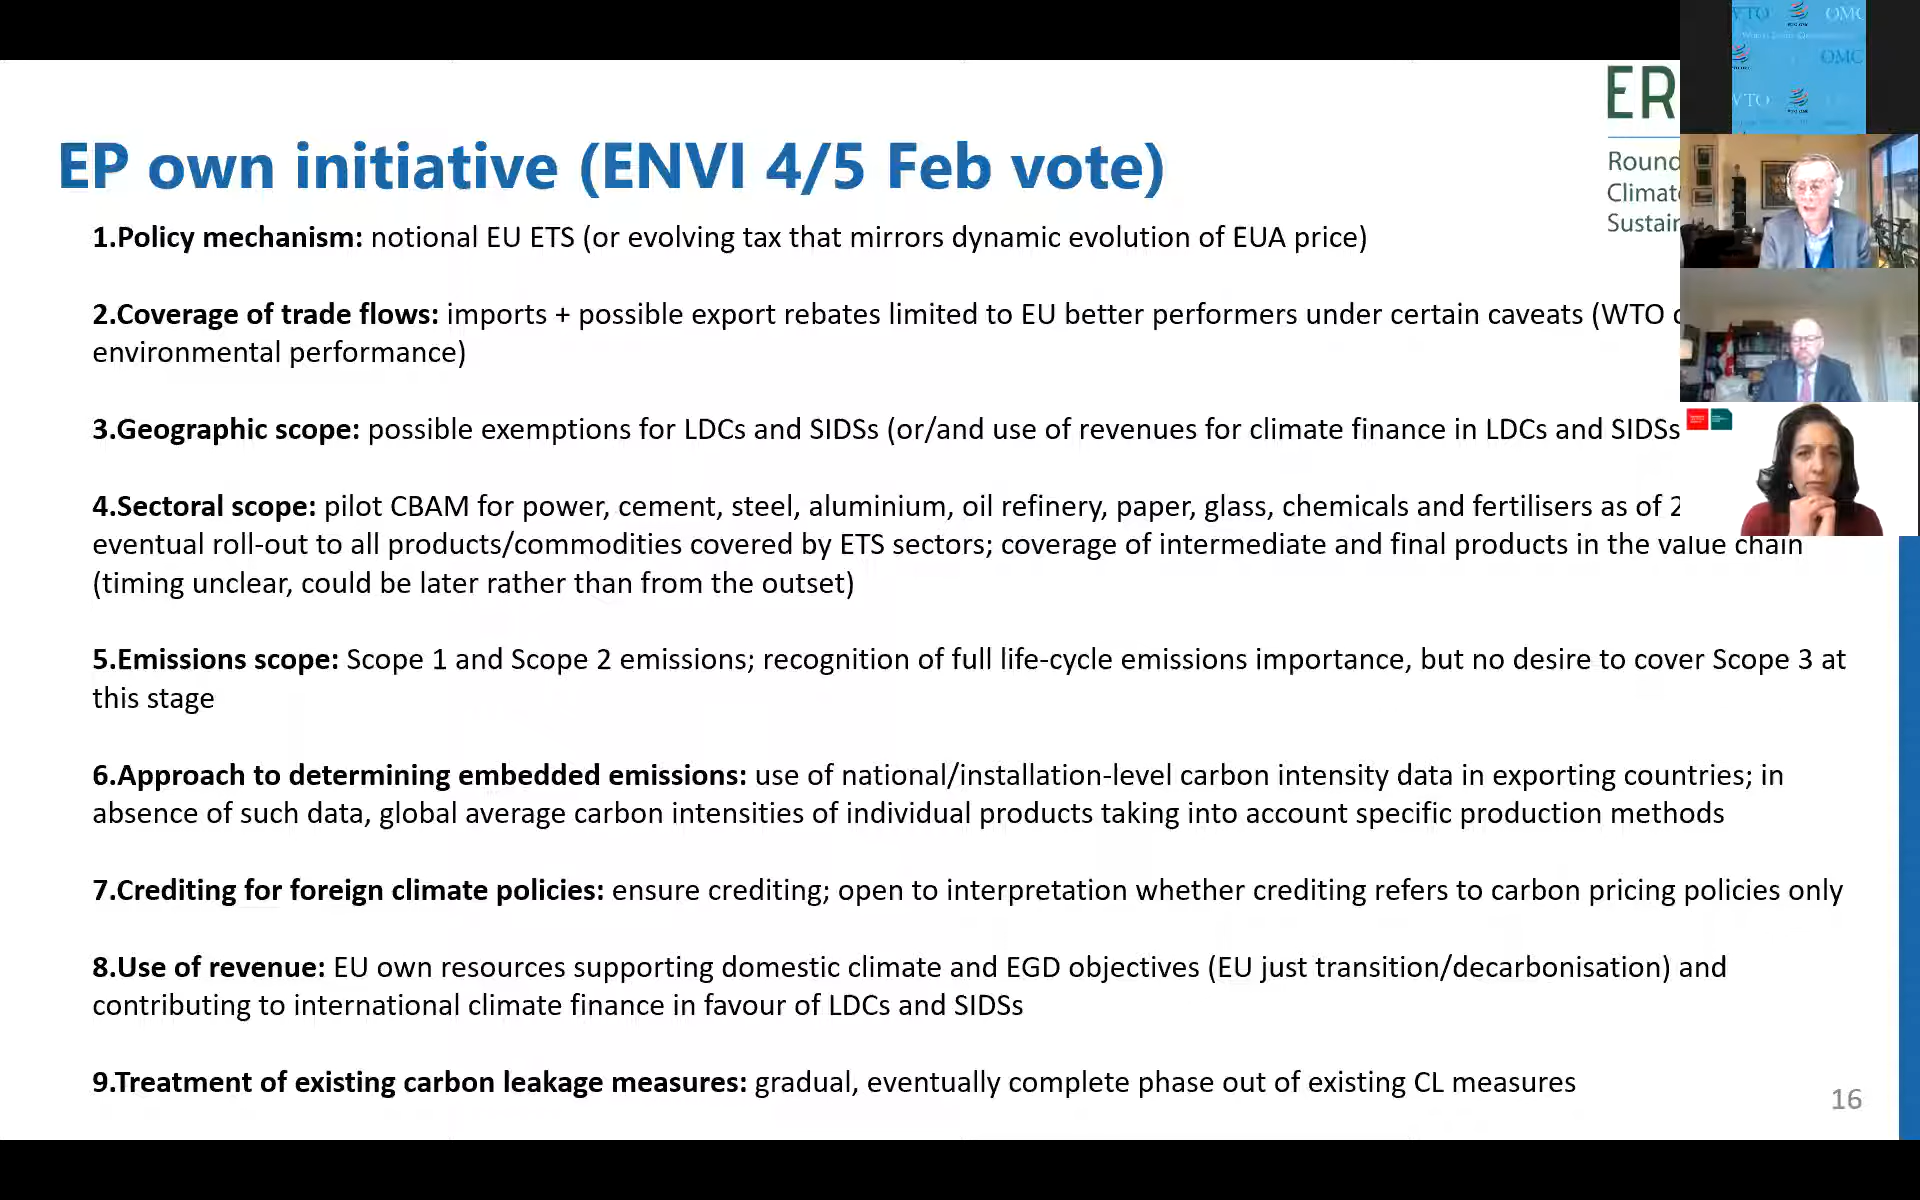 WTO OMC
OMC
WTO
ER
Round
Climat
Sustain
EP own initiative (ENVI 4/5 Feb vote)
1.Policy mechanism: notional EU ETS (or evolving tax that mirrors dynamic evolution of EUA price)
2.Coverage of trade flows: imports + possible export rebates limited to EU better performers under certain caveats (WTO
environmental performance)
3.Geographic scope: possible exemptions for LDCs and SIDSs (or/and use of revenues for climate finance in LDCs and SIDSs
4.Sectoral scope: pilot CBAM for power, cement, steel, aluminium, oil refinery, paper, glass, chemicals and fertilisers as of 2
eventual roll-out to all products/commodities covered by ETS sectors; coverage of intermediate and final products in the value chain
(timing unclear, could be later rather than from the outset)
5.Emissions scope: Scope 1 and Scope 2 emissions; recognition of full life-cycle emissions importance, but no desire to cover Scope 3 at
this stage
6.Approach to determining embedded emissions: use of national/installation-level carbon intensity data in exporting countries; in
absence of such data, global average carbon intensities of individual products taking into account specific production methods
7.Crediting for foreign climate policies: ensure crediting; open to interpretation whether crediting refers to carbon pricing policies only
8.Use of revenue: EU own resources supporting domestic climate and EGD objectives (EU just transition/decarbonisation) and
contributing to international climate finance in favour of LDCs and SIDSs
9.Treatment of existing carbon leakage measures: gradual, eventually complete phase out of existing CL measures
16